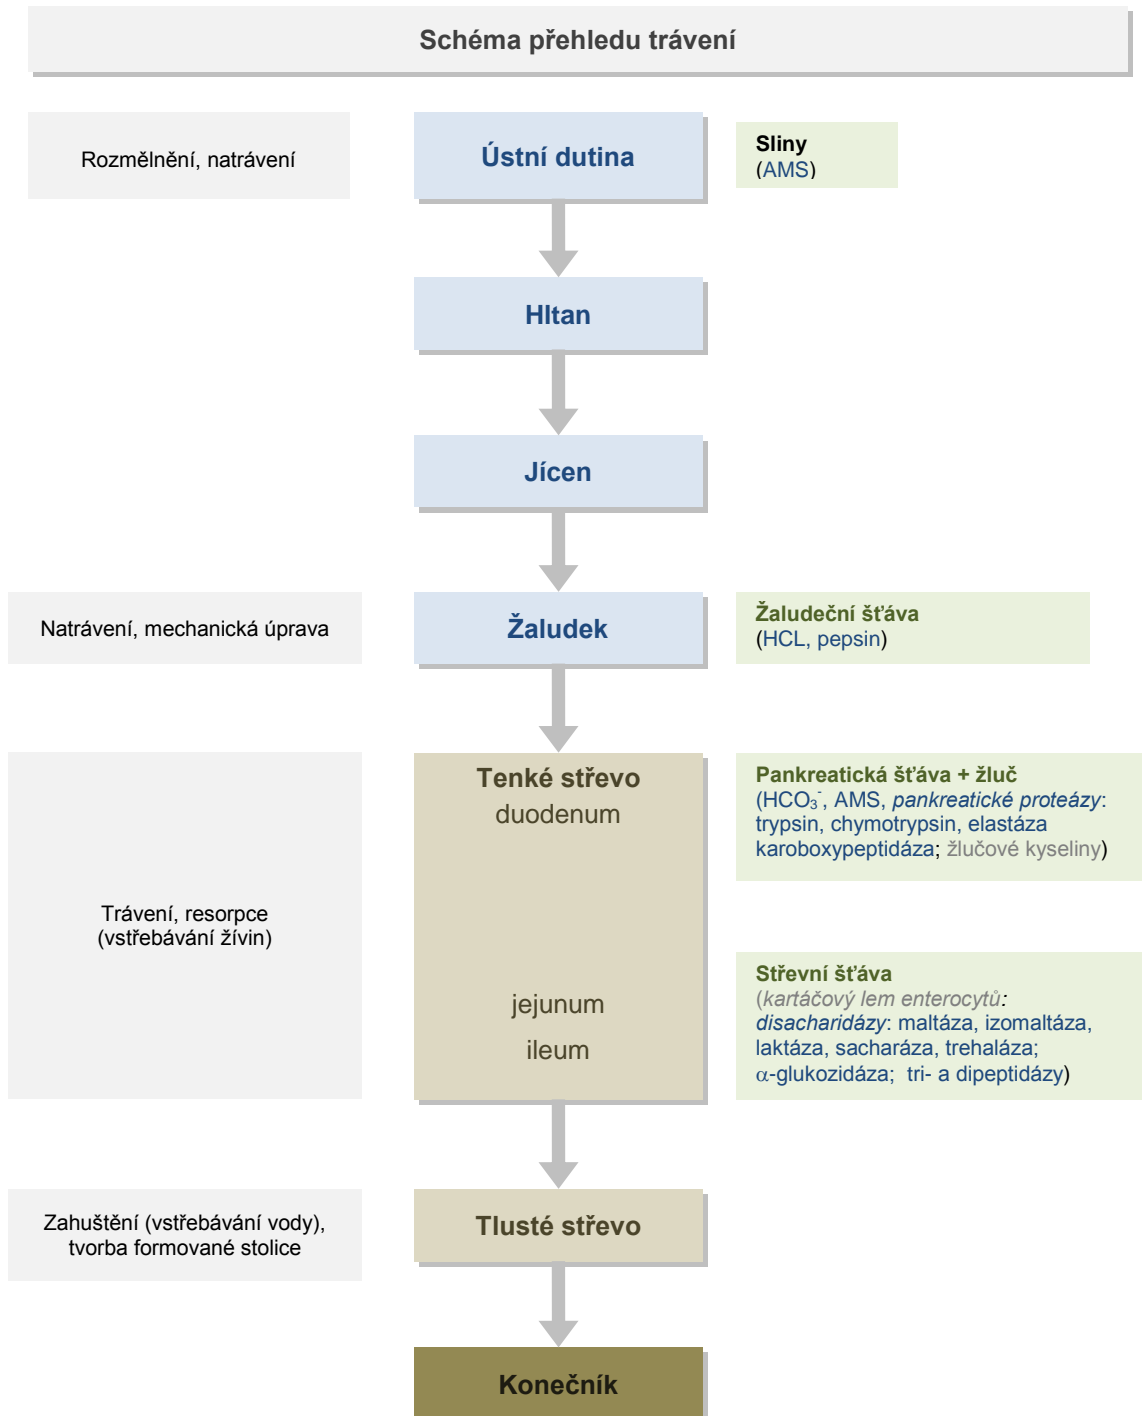 Schéma přehledu trávení
Rozmělnění, natrávení
Ústní dutina
Sliny
(AMS)
Hltan
Jícen
Natrávení, mechanická úprava
Žaludek
Žaludeční šťáva
(HCL, pepsin)
Trávení, resorpce
(vstřebávání žívin)
Tenké střevo
duodenum
jejunum
ileum
Pankreatická šťáva + žluč
(HCO₃⁻, AMS, pankreatické proteázy:
trypsin, chymotrypsin, elastáza
karoboxypeptidáza; žlučové kyseliny)
Střevní šťáva
(kartáčový lem enterocytů:
disacharidázy: maltáza, izomaltáza,
laktáza, sacharáza, trehaláza;
α-glukozidáza; tri- a dipeptidázy)
Zahuštění (vstřebávání vody),
tvorba formované stolice
Tlusté střevo
Konečník